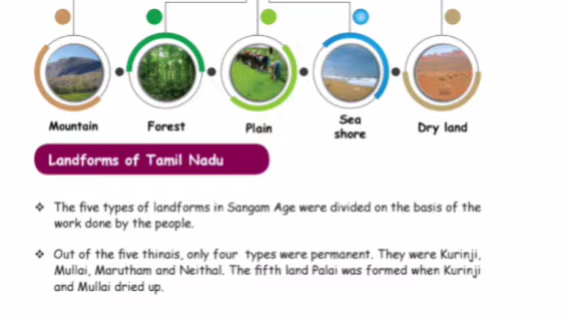 Mountain
Forest
Plain
Sea
shore
Dry land
Landforms of Tamil Nadu
❖ The five types of landforms in Sangam Age were divided on the basis of the
work done by the people.
❖ Out of the five thinais, only four types were permanent. They were Kurinji,
Mullai, Marutham and Neithal. The fifth land Palai was formed when Kurinji
and Mullai dried up.